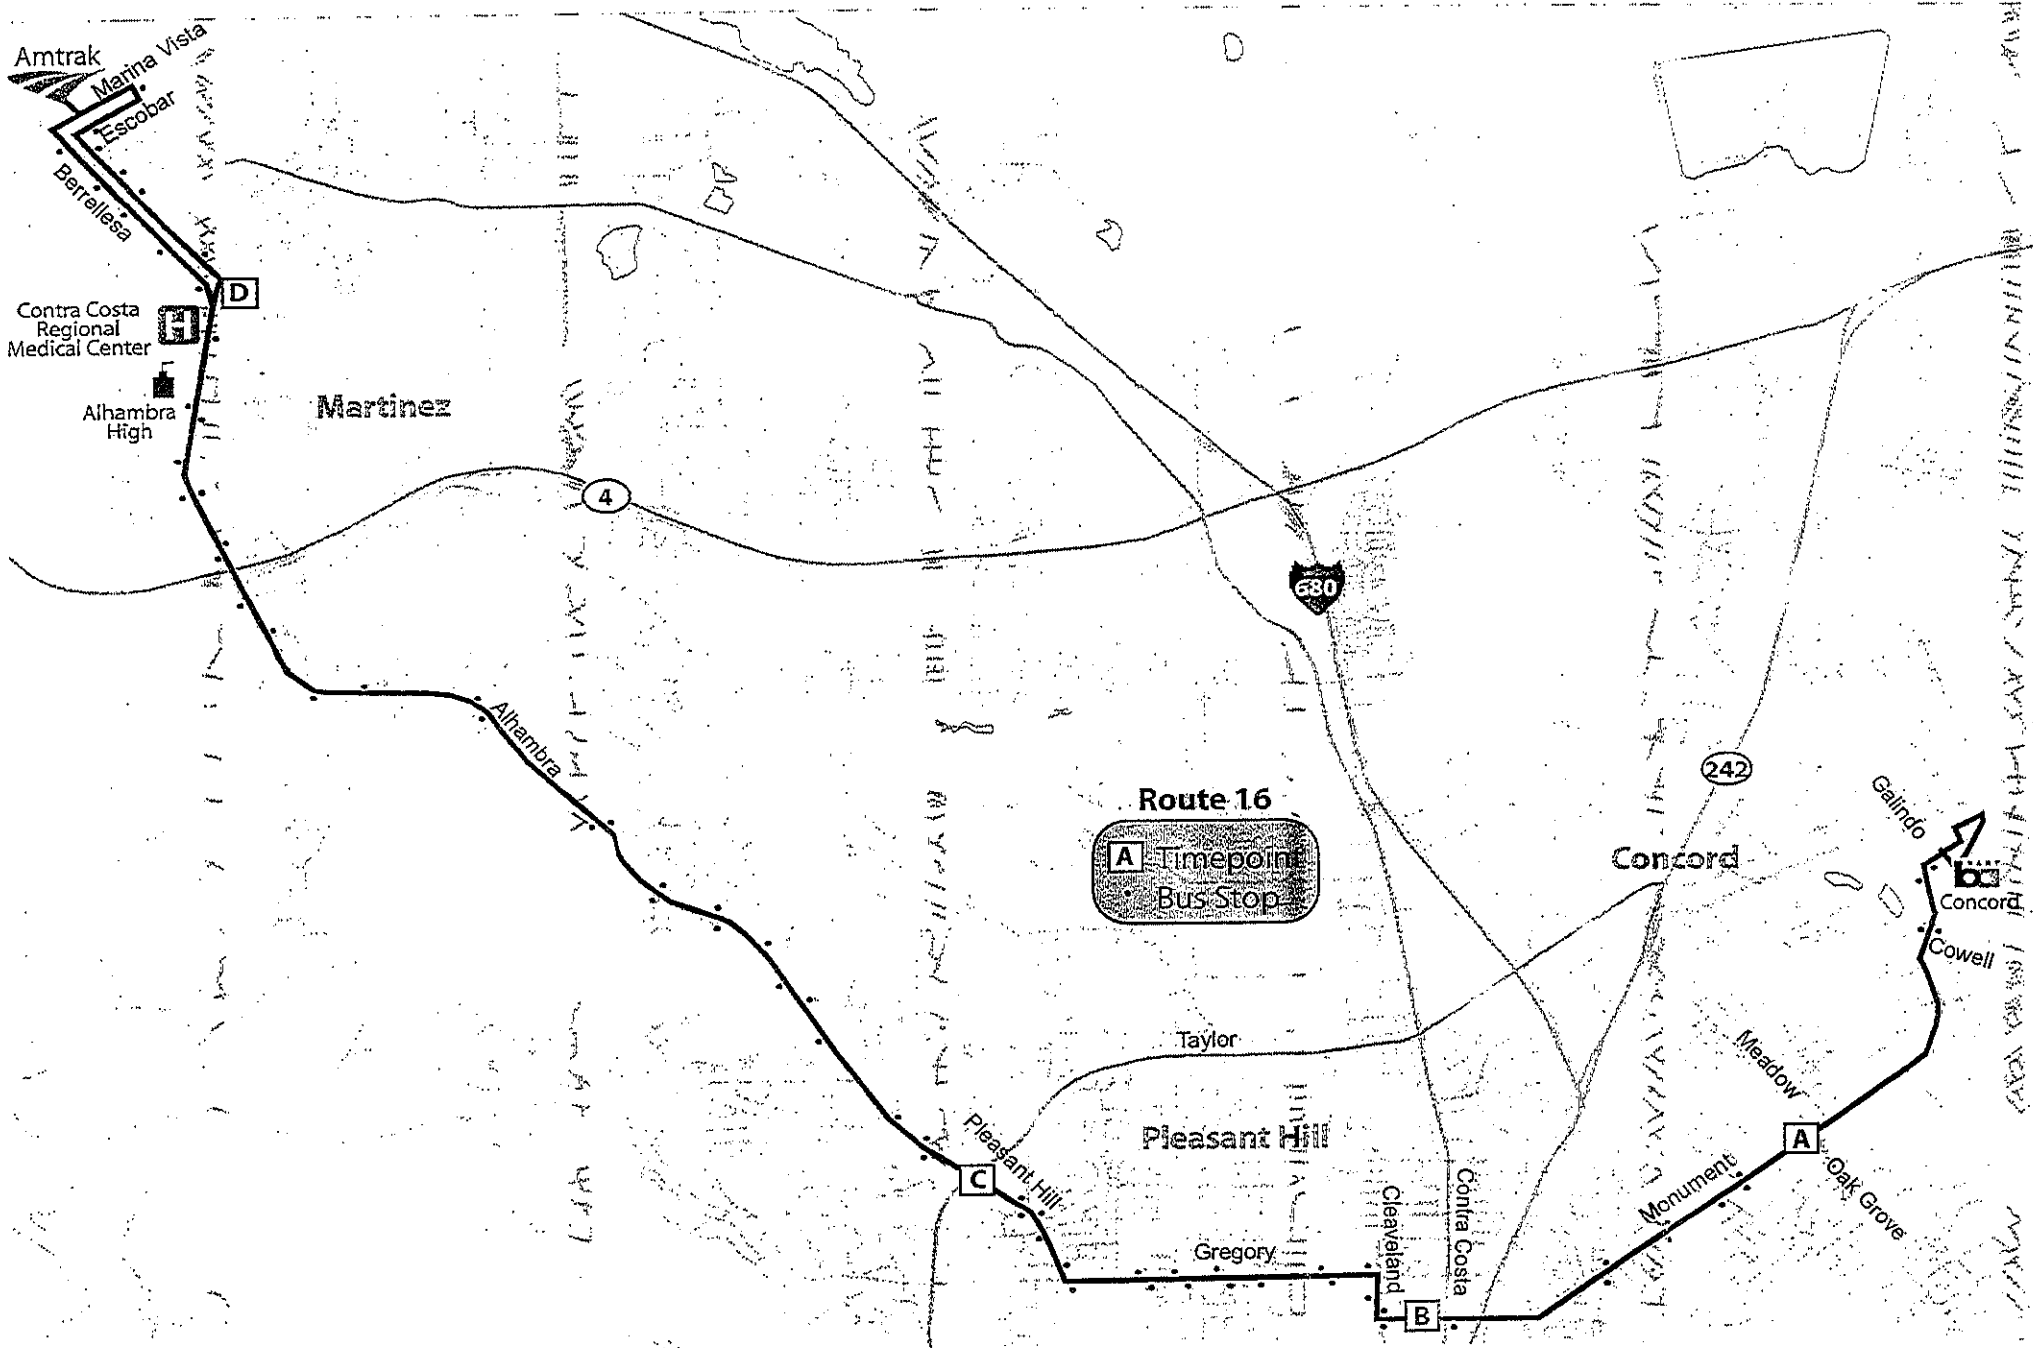 Amtrak
Marina Vista
Escobar
Berrellesa
D
Contra Costa
Regional
Medical Center
H
Alhambra
High
Martinez
4
680
Alhambra
242
Route 16
A Timepoint
Bus Stop
Concord
Galindo
BART
ba
Concord
Cowell
Taylor
Meadow
Pleasant Hill
Pleasant Hill
C
A
Oak Grove
Monument
Gregory
Cleaveland
Contra Costa
B